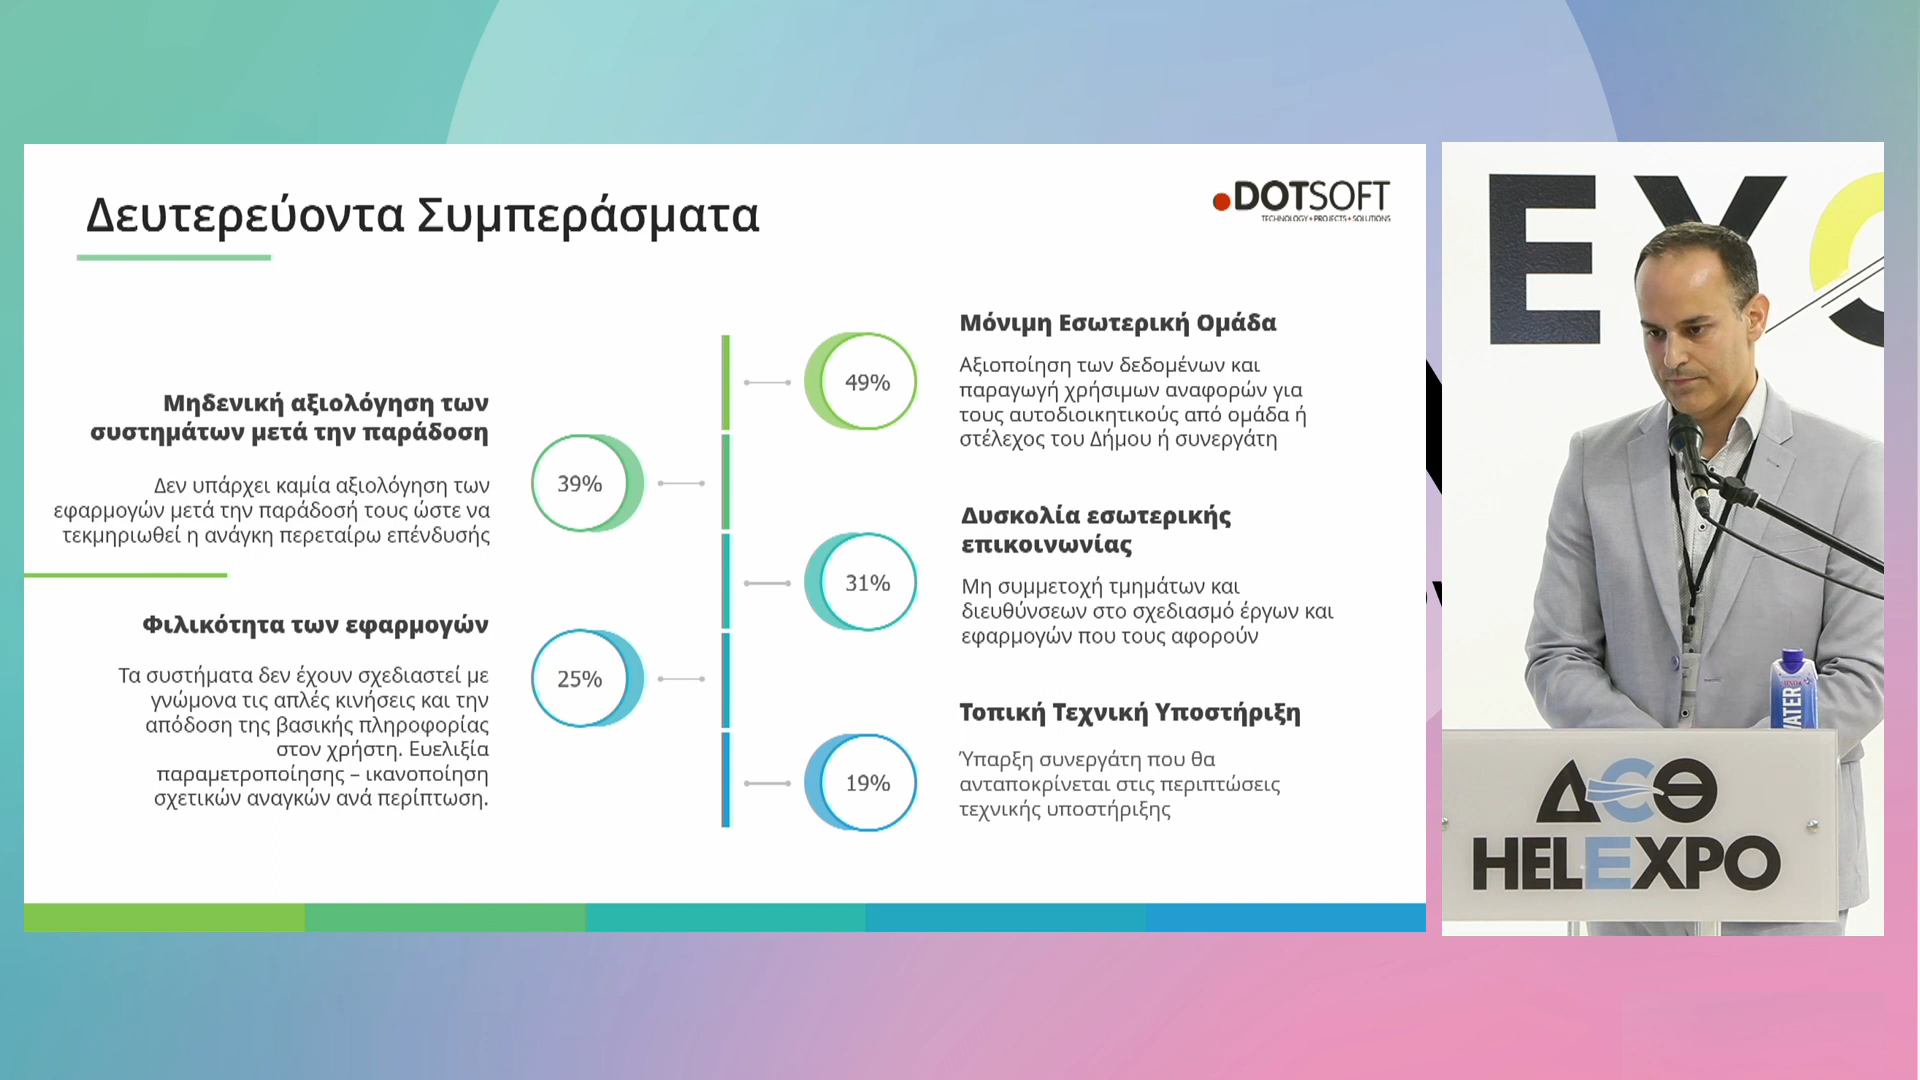 Δευτερεύοντα Συμπεράσματα
DOTSOFT
TECHNOLOGY•PROJECTS•SOLUTIONS
Μηδενική αξιολόγηση των
συστημάτων μετά την παράδοση
Δεν υπάρχει καμία αξιολόγηση των
εφαρμογών μετά την παράδοσή τους ώστε να
τεκμηριωθεί η ανάγκη περεταίρω επένδυσής
39%
Φιλικότητα των εφαρμογών
Τα συστήματα δεν έχουν σχεδιαστεί με
γνώμονα τις απλές κινήσεις και την
απόδοση της βασικής πληροφορίας
στον χρήστη. Ευελιξία
παραμετροποίησης – ικανοποίηση
σχετικών αναγκών ανά περίπτωση.
25%
49%
Μόνιμη Εσωτερική Ομάδα
Αξιοποίηση των δεδομένων και
παραγωγή χρήσιμων αναφορών για
τους αυτοδιοικητικούς από ομάδα ή
στέλεχος του Δήμου ή συνεργάτη
31%
Δυσκολία εσωτερικής
επικοινωνίας
Μη συμμετοχή τμημάτων και
διευθύνσεων στο σχεδιασμό έργων και
εφαρμογών που τους αφορούν
19%
Τοπική Τεχνική Υποστήριξη
Ύπαρξη συνεργάτη που θα
ανταποκρίνεται στις περιπτώσεις
τεχνικής υποστήριξης
WATER
ΔΕΘ
HELEXPO